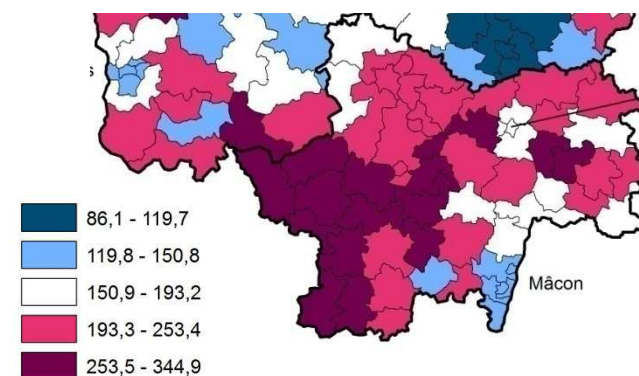 s
86,1 - 119,7
119,8 - 150,8
150,9 - 193,2
193,3 - 253,4
253,5 - 344,9
Mâcon